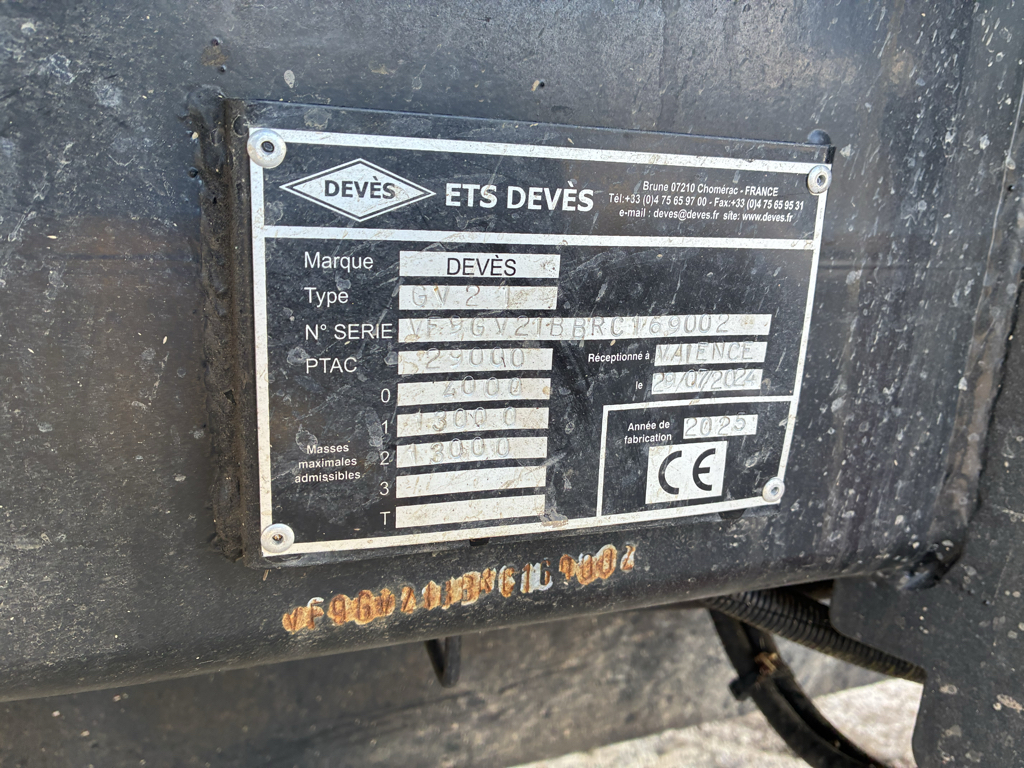 DEVÈS
ETS DEVÈS
Brune 07210 Chomérac - FRANCE
Tél:+33 (0)4 75 65 97 00 - Fax:+33 (0)4 75 65 95 31
e-mail : deves@deves.fr site: www.deves.fr
Marque DEVÈS
Type GV 2 1
N° SERIE VF9GV21BBRC169002
PTAC 29000
Réceptionné à VAIENCE
le 29/07/2024
Masses maximales admissibles
0 4000
1 13000
2 13000
3
T
Année de fabrication 2025
CE